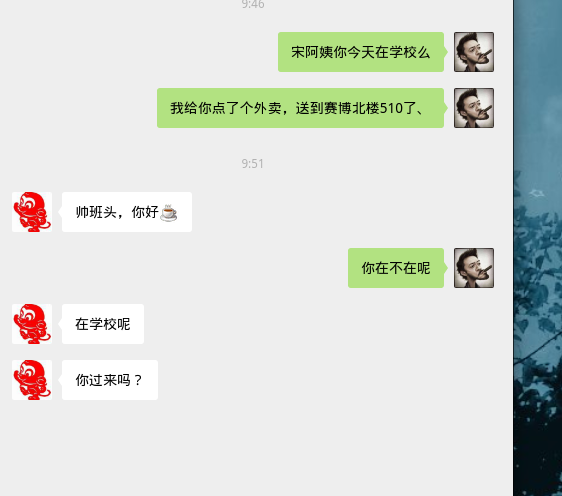 9:46
宋阿姨你今天在学校么
我给你点了个外卖，送到赛博北楼510了、
9:51
帅班头，你好☕
你在不在呢
在学校呢
你过来吗？